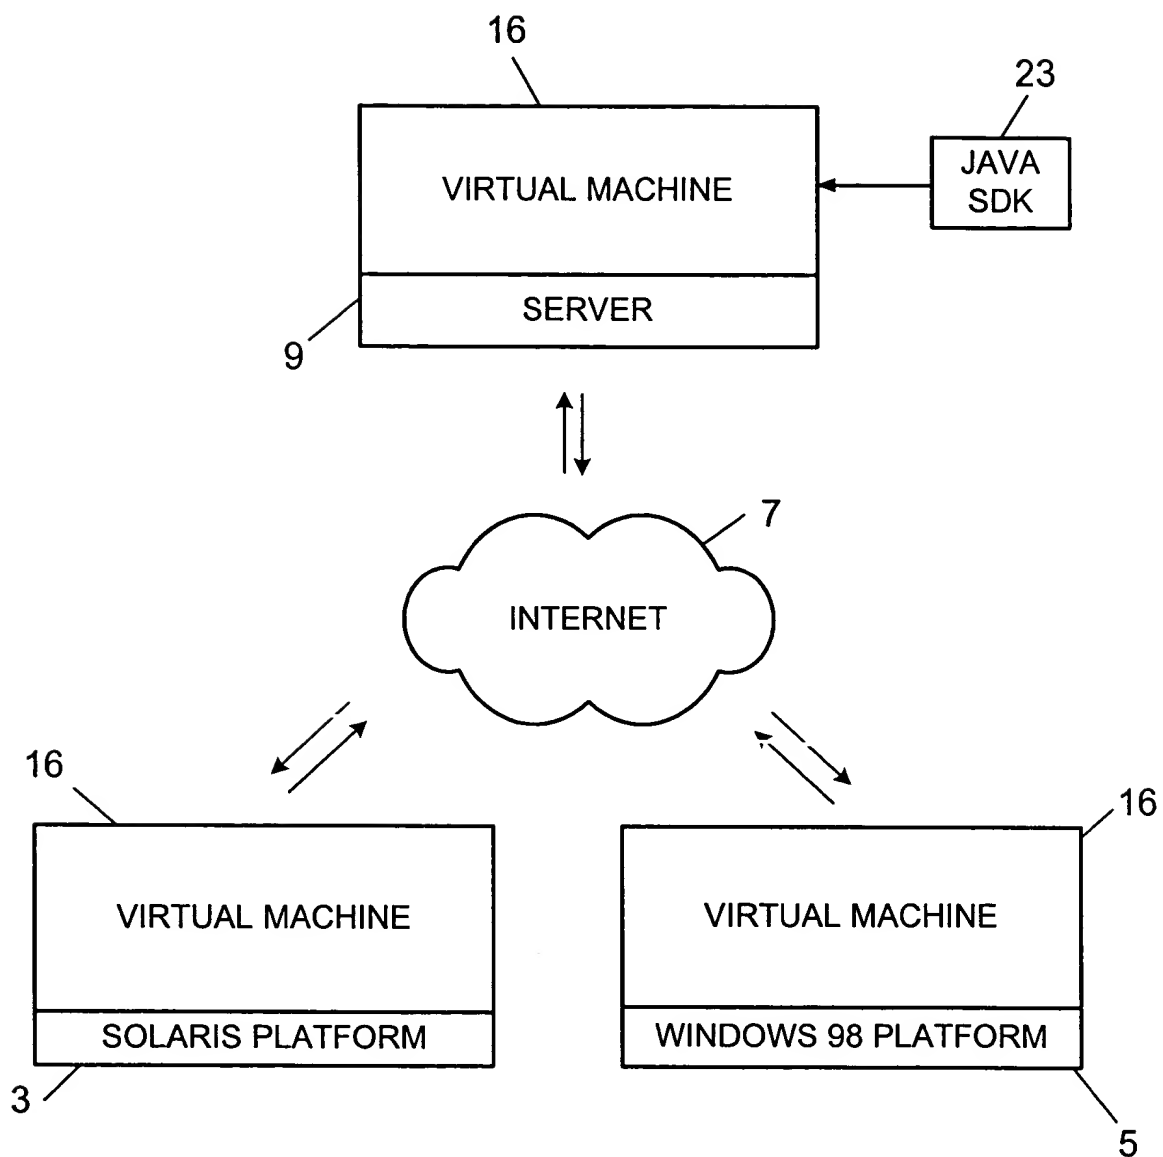 16
23
JAVA
SDK
VIRTUAL MACHINE
SERVER
9
7
INTERNET
16
16
VIRTUAL MACHINE
VIRTUAL MACHINE
SOLARIS PLATFORM
WINDOWS 98 PLATFORM
3
5